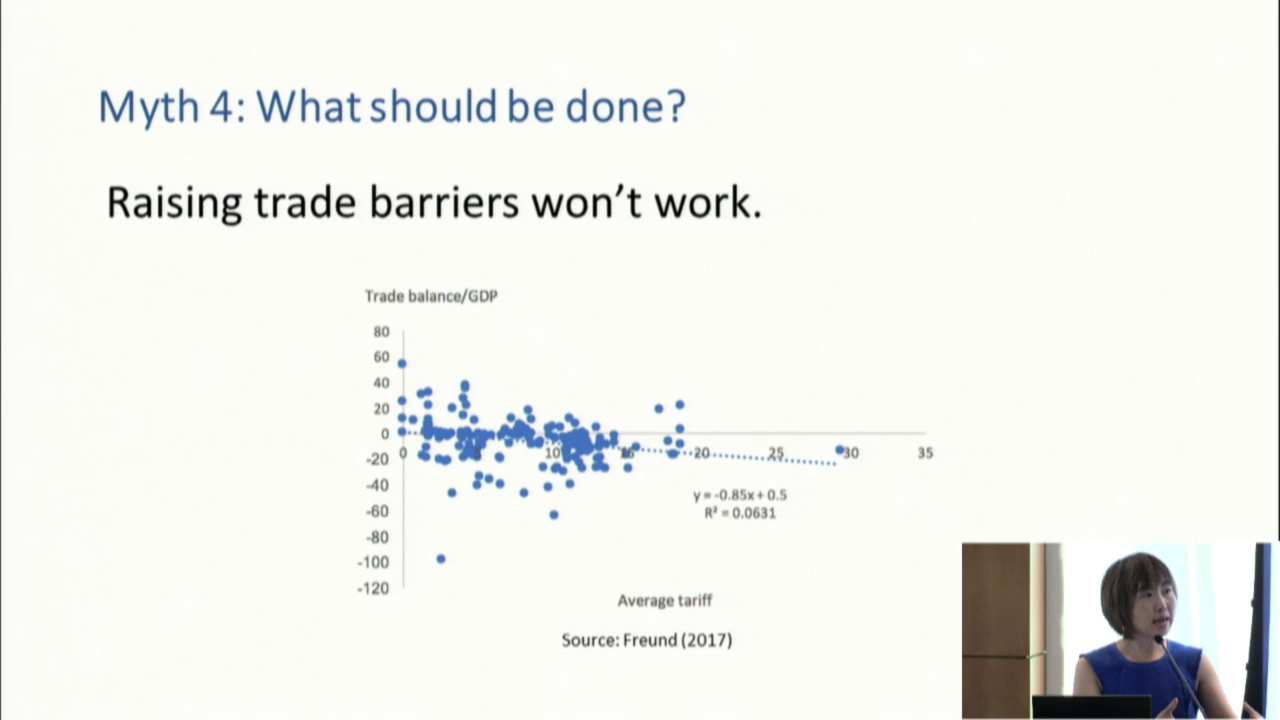 Myth 4: What should be done?
Raising trade barriers won't work.
Trade balance/GDP
80
60
40
20
0
-20
-40
-60
-80
-100
-120
0 5 10 15 20 25 30 35
y = -0.85x + 0.5
R² = 0.0631
Average tariff
Source: Freund (2017)